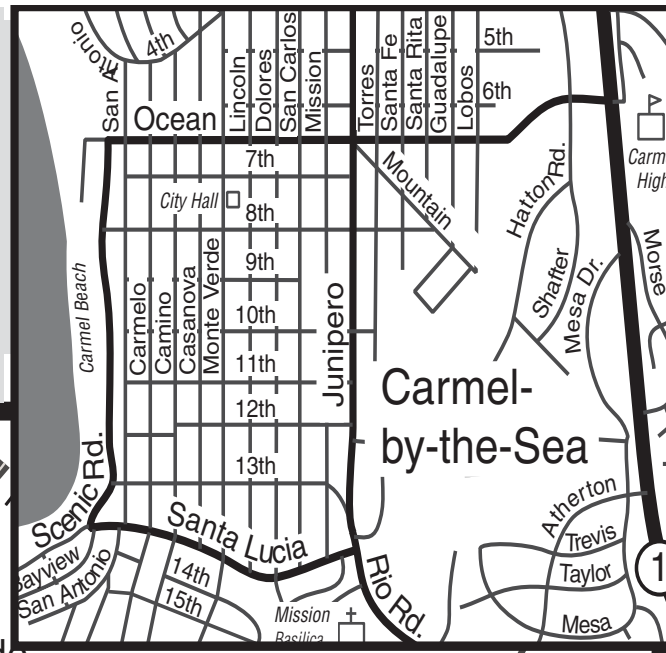 San Antonio
4th
Ocean
Lincoln
Dolores
San Carlos
Mission
Torres
Santa Fe
Santa Rita
Guadalupe
Lobos
5th
6th
7th
City Hall
8th
Mountain
Hatton Rd.
Carm
High
Carmel Beach
9th
10th
11th
12th
13th
Carmelo
Camino
Casanova
Monte Verde
Junipero
Shafter
Mesa Dr.
Morse
Carmel-
by-the-Sea
Scenic Rd.
Santa Lucia
Rio Rd.
Atherton
Trevis
Taylor
Mesa
1
Bayview
San Antonio
14th
15th
Mission
Basilica